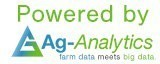 Powered by
Ag-Analytics
farm data meets big data.